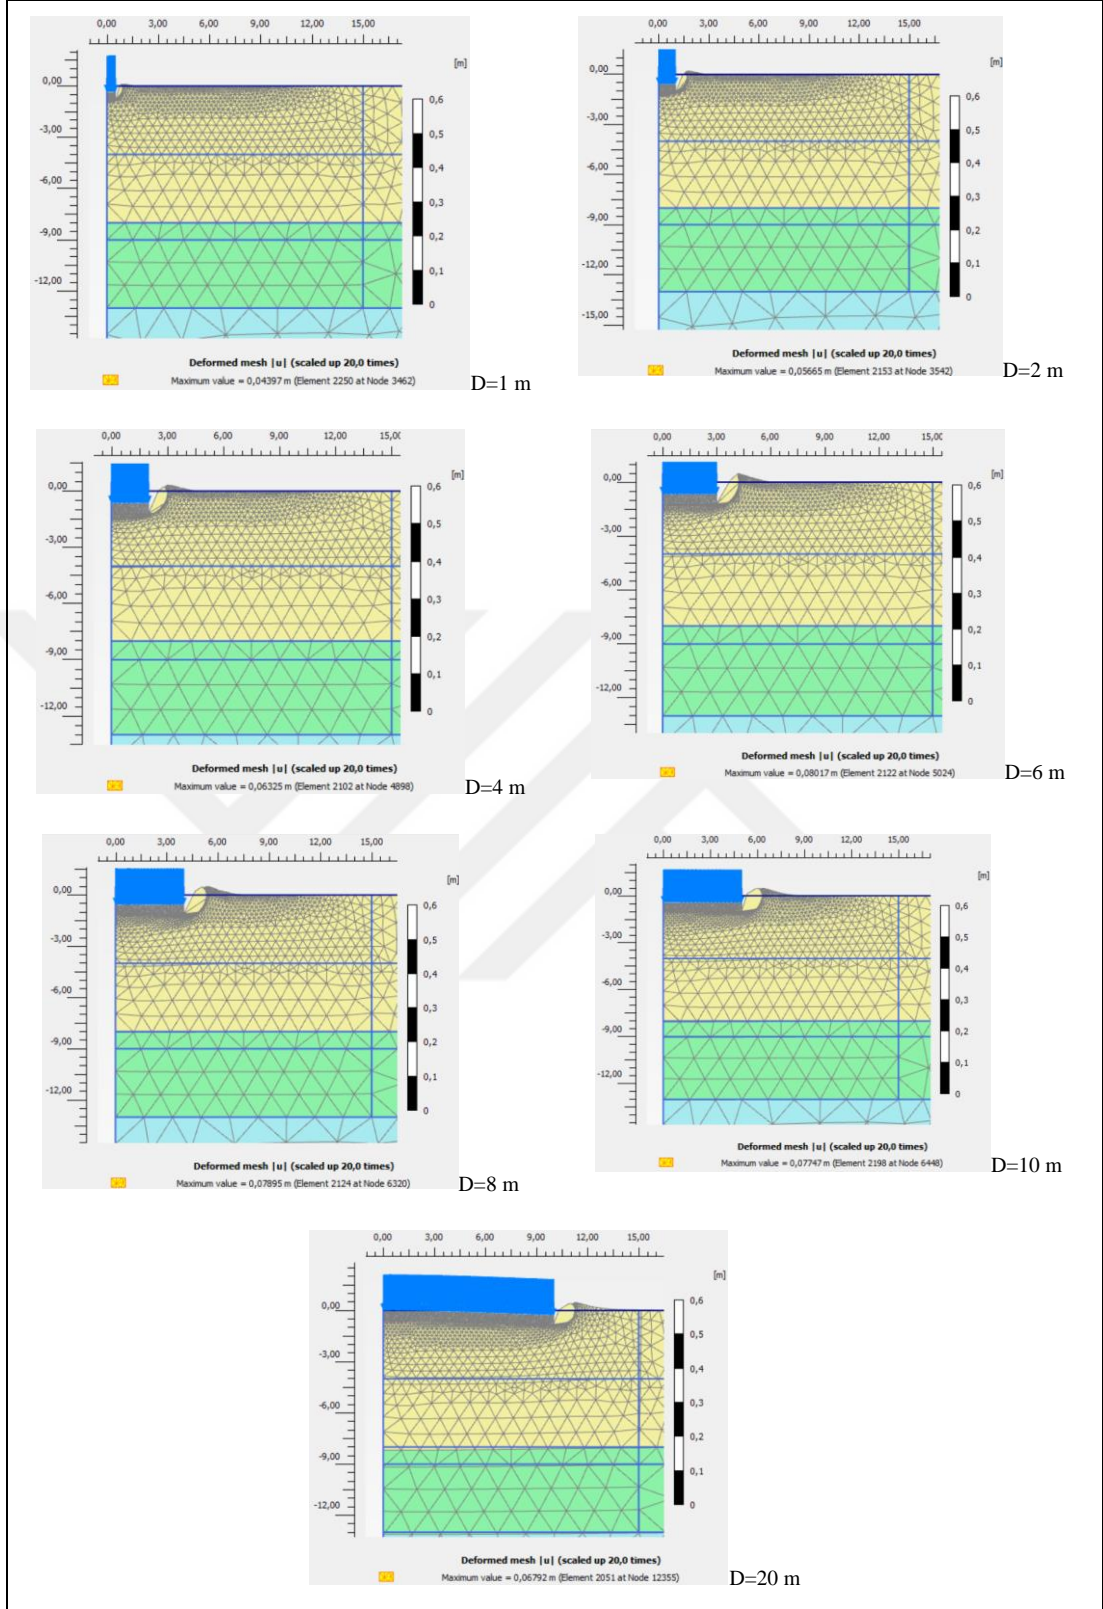 0,00 3,00 6,00 9,00 12,00 15,00
[m]
0,00
-3,00
-6,00
-9,00
-12,00
0,6
0,5
0,4
0,3
0,2
0,1
0
Deformed mesh |u| (scaled up 20,0 times)
Maximum value = 0,04397 m (Element 2250 at Node 3462)
D=1 m
0,00 3,00 6,00 9,00 12,00 15,00
[m]
0,00
-3,00
-6,00
-9,00
-12,00
-15,00
0,6
0,5
0,4
0,3
0,2
0,1
0
Deformed mesh |u| (scaled up 20,0 times)
Maximum value = 0,05665 m (Element 2153 at Node 3542)
D=2 m
0,00 3,00 6,00 9,00 12,00 15,0
[m]
0,00
-3,00
-6,00
-9,00
-12,00
0,6
0,5
0,4
0,3
0,2
0,1
0
Deformed mesh |u| (scaled up 20,0 times)
Maximum value = 0,06325 m (Element 2102 at Node 4898)
D=4 m
0,00 3,00 6,00 9,00 12,00 15,0
[m]
0,00
-3,00
-6,00
-9,00
-12,00
0,6
0,5
0,4
0,3
0,2
0,1
0
Deformed mesh |u| (scaled up 20,0 times)
Maximum value = 0,08017 m (Element 2122 at Node 5024)
D=6 m
0,00 3,00 6,00 9,00 12,00 15,00
[m]
0,00
-3,00
-6,00
-9,00
-12,00
0,6
0,5
0,4
0,3
0,2
0,1
0
Deformed mesh |u| (scaled up 20,0 times)
Maximum value = 0,07895 m (Element 2124 at Node 6320)
D=8 m
0,00 3,00 6,00 9,00 12,00 15,00
[m]
0,00
-3,00
-6,00
-9,00
-12,00
0,6
0,5
0,4
0,3
0,2
0,1
0
Deformed mesh |u| (scaled up 20,0 times)
Maximum value = 0,07747 m (Element 2198 at Node 6448)
D=10 m
0,00 3,00 6,00 9,00 12,00 15,00
[m]
0,00
-3,00
-6,00
-9,00
-12,00
0,6
0,5
0,4
0,3
0,2
0,1
0
Deformed mesh |u| (scaled up 20,0 times)
Maximum value = 0,06792 m (Element 2051 at Node 12355)
D=20 m